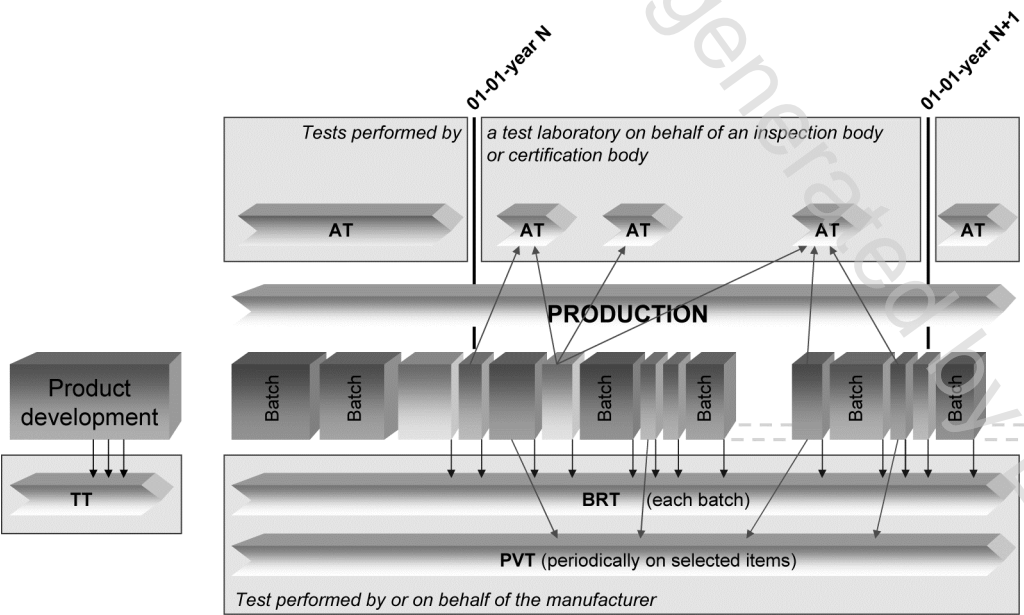 01-01-year N
01-01-year N+1
Tests performed by
a test laboratory on behalf of an inspection body
or certification body
AT
AT
AT
AT
AT
PRODUCTION
Product
development
Batch
Batch
Batch
Batch
Batch
Batch
TT
BRT (each batch)
PVT (periodically on selected items)
Test performed by or on behalf of the manufacturer
generated by